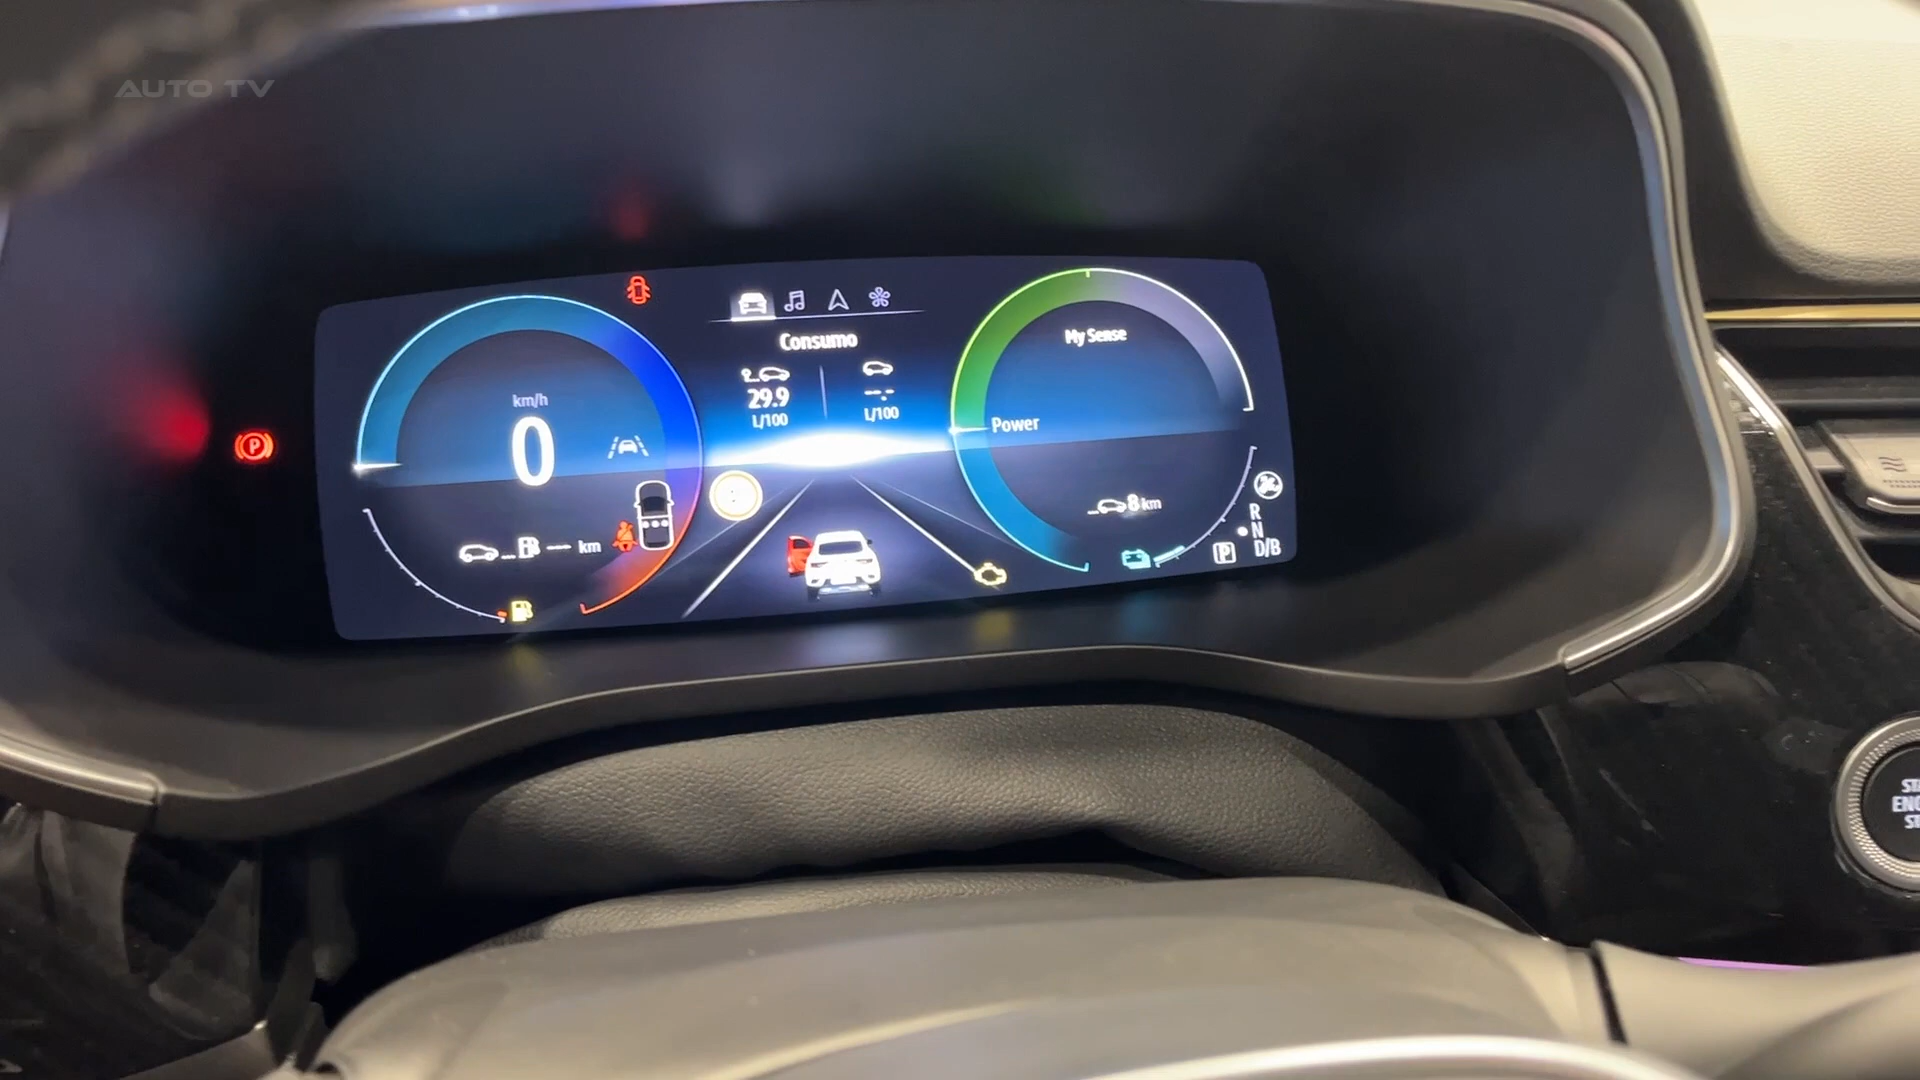 AUTO TV
km/h
0
km
Consumo
29.9
L/100
--.-
L/100
My Sense
Power
8 km
R
N
D/B
P
P